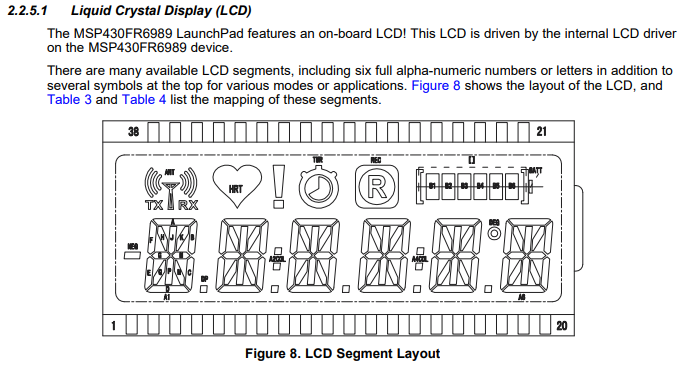 2.2.5.1 Liquid Crystal Display (LCD)
The MSP430FR6989 LaunchPad features an on-board LCD! This LCD is driven by the internal LCD driver
on the MSP430FR6989 device.
There are many available LCD segments, including six full alpha-numeric numbers or letters in addition to
several symbols at the top for various modes or applications. Figure 8 shows the layout of the LCD, and
Table 3 and Table 4 list the mapping of these segments.
38 21
ANT TMR REC [] BATT
HRT ! R B1 B2 B3 B4 B5 B6
TX RX
A DEG
F H J K B
NEG G M A2COL A4COL
E Q P N C
D DP
A1 A6
1 20
Figure 8. LCD Segment Layout